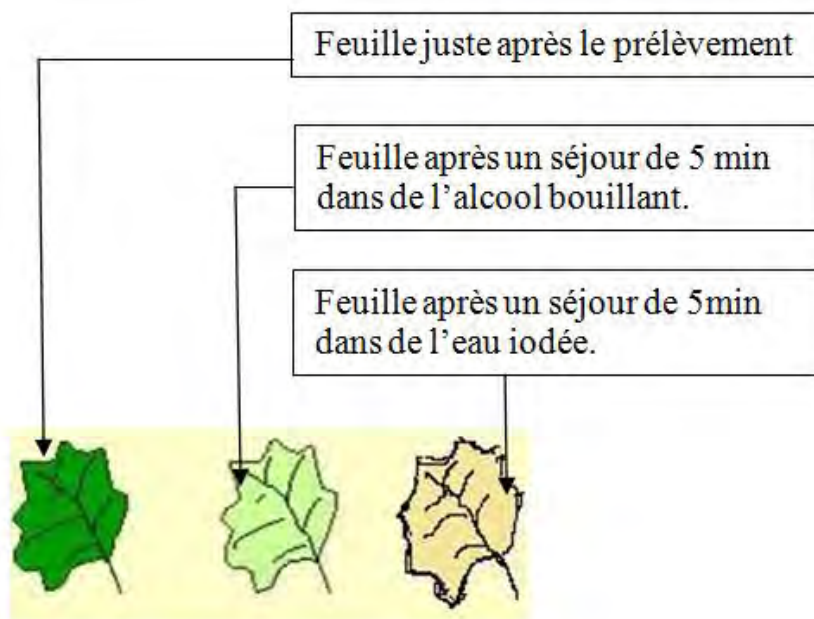 Feuille juste après le prélèvement
Feuille après un séjour de 5 min
dans de l'alcool bouillant.
Feuille après un séjour de 5min
dans de l'eau iodée.